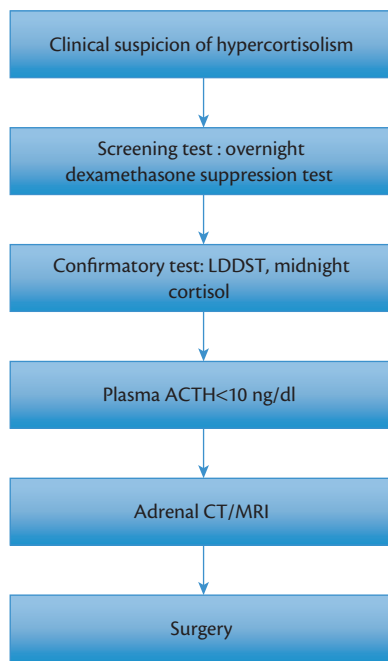 Clinical suspicion of hypercortisolism
Screening test : overnight
dexamethasone suppression test
Confirmatory test: LDDST, midnight
cortisol
Plasma ACTH<10 ng/dl
Adrenal CT/MRI
Surgery